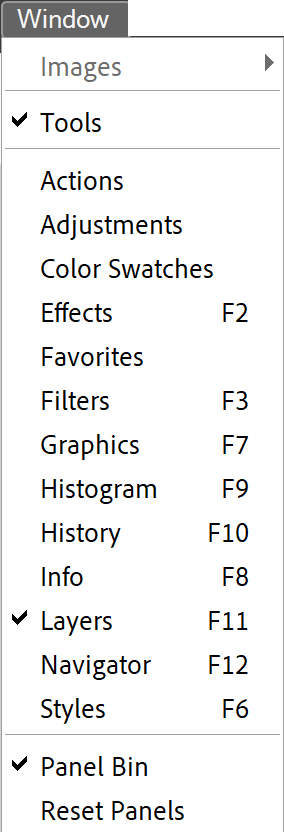 Window
Images
Tools
Actions
Adjustments
Color Swatches
Effects F2
Favorites
Filters F3
Graphics F7
Histogram F9
History F10
Info F8
Layers F11
Navigator F12
Styles F6
Panel Bin
Reset Panels